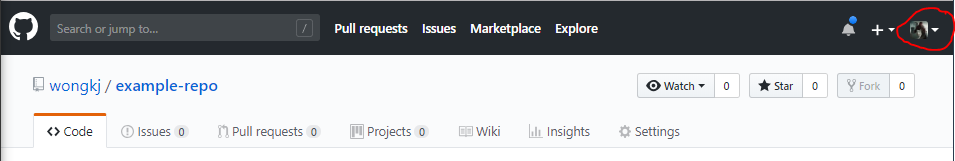 Search or jump to... / Pull requests Issues Marketplace Explore +
wongkj / example-repo Watch 0 Star 0 Fork 0
<> Code Issues 0 Pull requests 0 Projects 0 Wiki Insights Settings